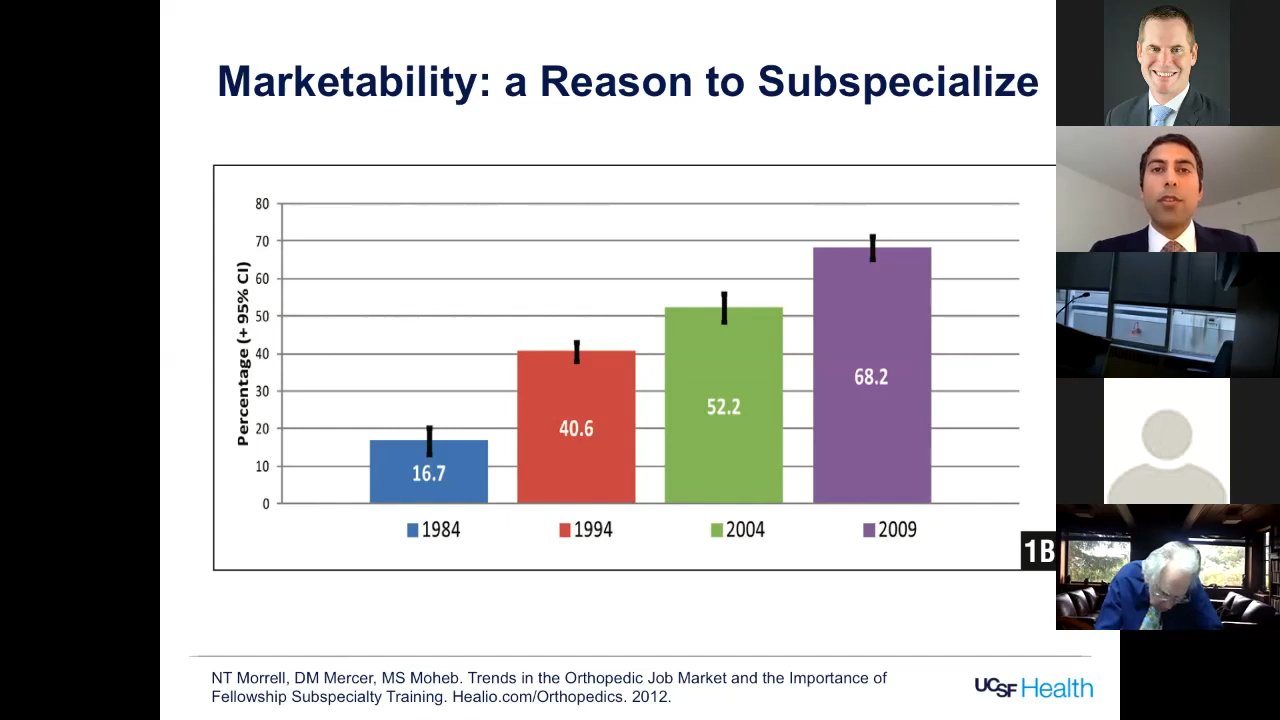 Marketability: a Reason to Subspecialize
Percentage (+ 95% CI)
80
70
60
50
40
30
20
10
0
16.7
40.6
52.2
68.2
1984
1994
2004
2009
1B
NT Morrell, DM Mercer, MS Moheb. Trends in the Orthopedic Job Market and the Importance of
Fellowship Subspecialty Training. Healio.com/Orthopedics. 2012.
UCSF Health